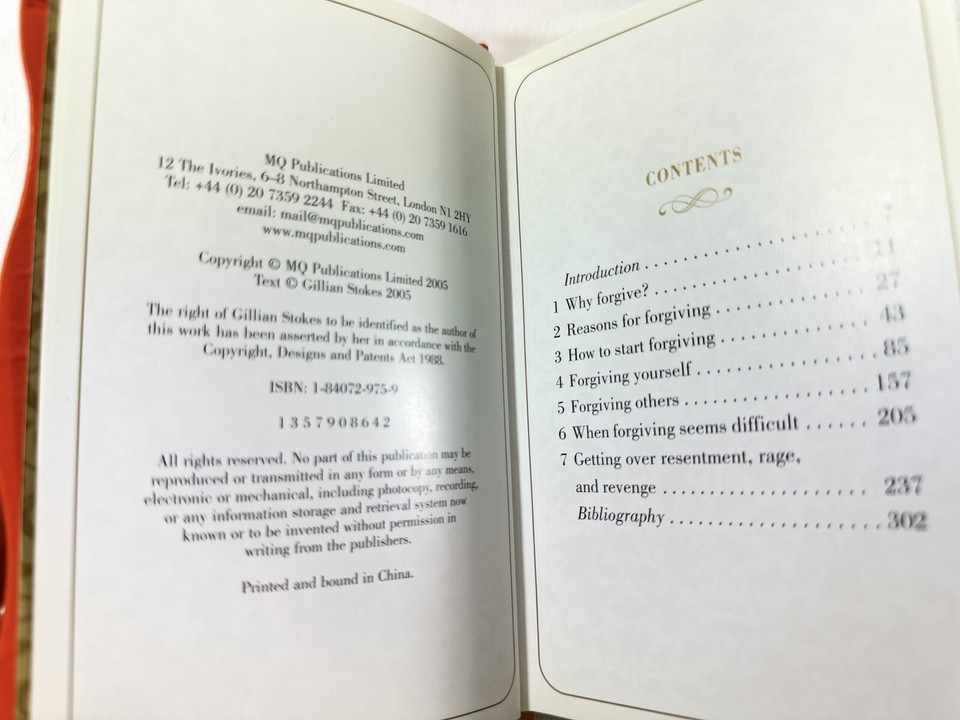 MQ Publications Limited
12 The Ivories, 6–8 Northampton Street, London N1 2HY
Tel: +44 (0) 20 7359 2244 Fax: +44 (0) 20 7359 1616
email: mail@mqpublications.com
www.mqpublications.com
Copyright © MQ Publications Limited 2005
Text © Gillian Stokes 2005
The right of Gillian Stokes to be identified as the author of
this work has been asserted by her in accordance with the
Copyright, Designs and Patents Act 1988.
ISBN: 1-84072-975-9
1 3 5 7 9 0 8 6 4 2
All rights reserved. No part of this publication may be
reproduced or transmitted in any form or by any means,
electronic or mechanical, including photocopy, recording,
or any information storage and retrieval system now
known or to be invented without permission in
writing from the publishers.
Printed and bound in China.
CONTENTS
Introduction . . . . . . . . . . . . . . . . . . . . . . 7
1 Why forgive? . . . . . . . . . . . . . . . . . . . . 11
2 Reasons for forgiving . . . . . . . . . . . . . . 27
3 How to start forgiving . . . . . . . . . . . . . 43
4 Forgiving yourself . . . . . . . . . . . . . . . . 85
5 Forgiving others . . . . . . . . . . . . . . . . 157
6 When forgiving seems difficult . . . . . . 205
7 Getting over resentment, rage,
and revenge . . . . . . . . . . . . . . . . . . . 237
Bibliography . . . . . . . . . . . . . . . . . . . . 302